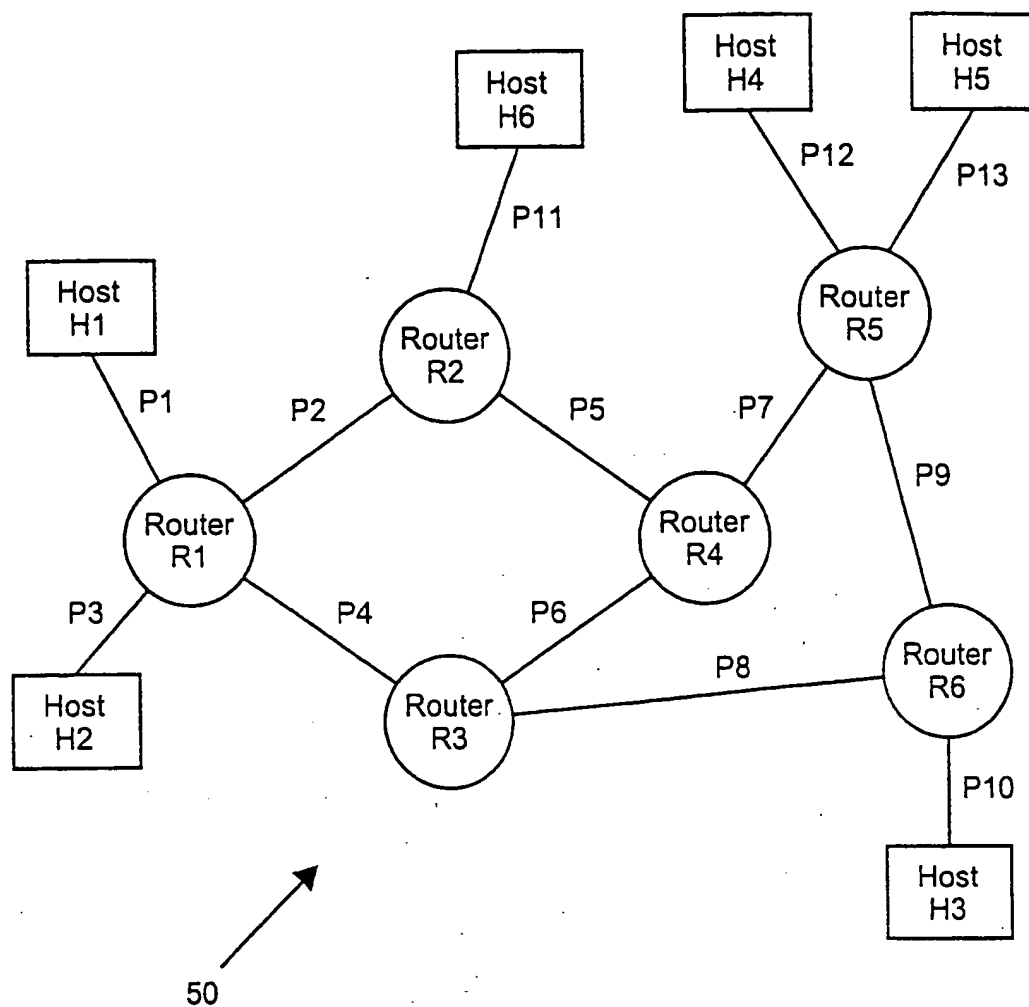 Host
H4
Host
H5
Host
H6
P12
P13
P11
Host
H1
Router
R5
Router
R2
P1
P2
P5
P7
P9
Router
R1
Router
R4
P3
P4
P6
P8
Router
R6
Host
H2
Router
R3
P10
Host
H3
50